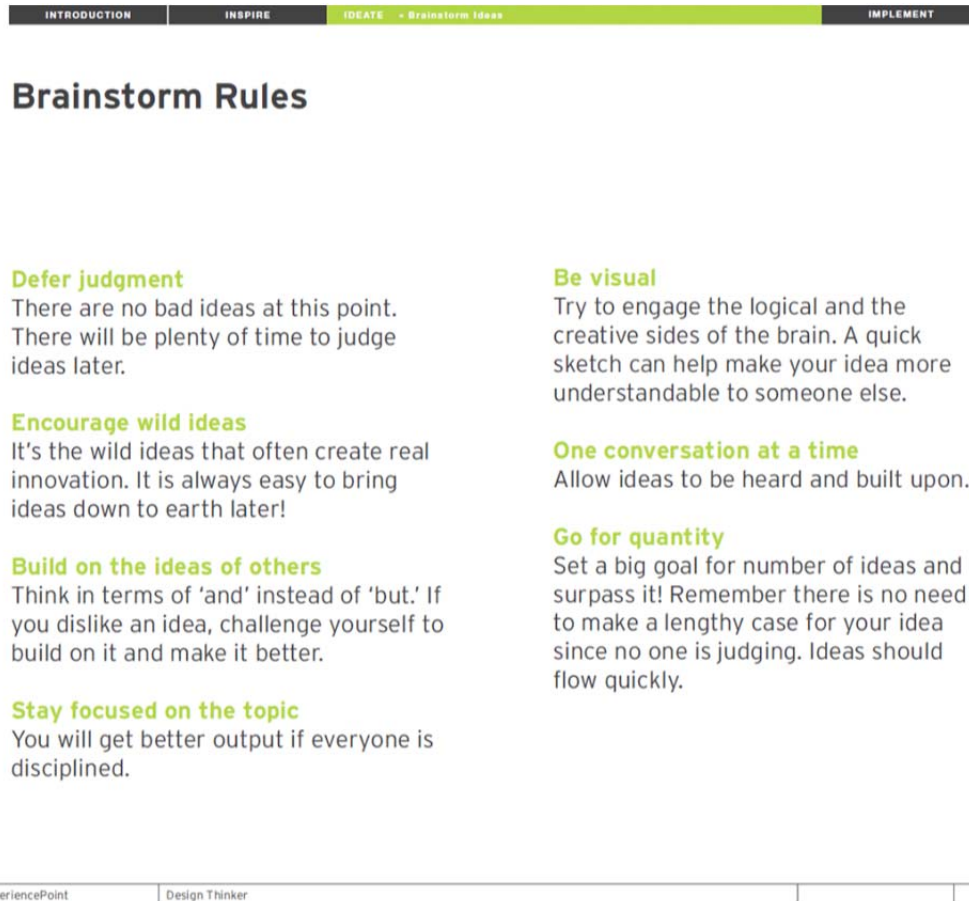 INTRODUCTION
INSPIRE
IDEATE » Brainstorm Ideas
IMPLEMENT
Brainstorm Rules
Defer judgment
There are no bad ideas at this point.
There will be plenty of time to judge
ideas later.
Encourage wild ideas
It's the wild ideas that often create real
innovation. It is always easy to bring
ideas down to earth later!
Build on the ideas of others
Think in terms of 'and' instead of 'but.' If
you dislike an idea, challenge yourself to
build on it and make it better.
Stay focused on the topic
You will get better output if everyone is
disciplined.
Be visual
Try to engage the logical and the
creative sides of the brain. A quick
sketch can help make your idea more
understandable to someone else.
One conversation at a time
Allow ideas to be heard and built upon.
Go for quantity
Set a big goal for number of ideas and
surpass it! Remember there is no need
to make a lengthy case for your idea
since no one is judging. Ideas should
flow quickly.
eriencePoint
Design Thinker